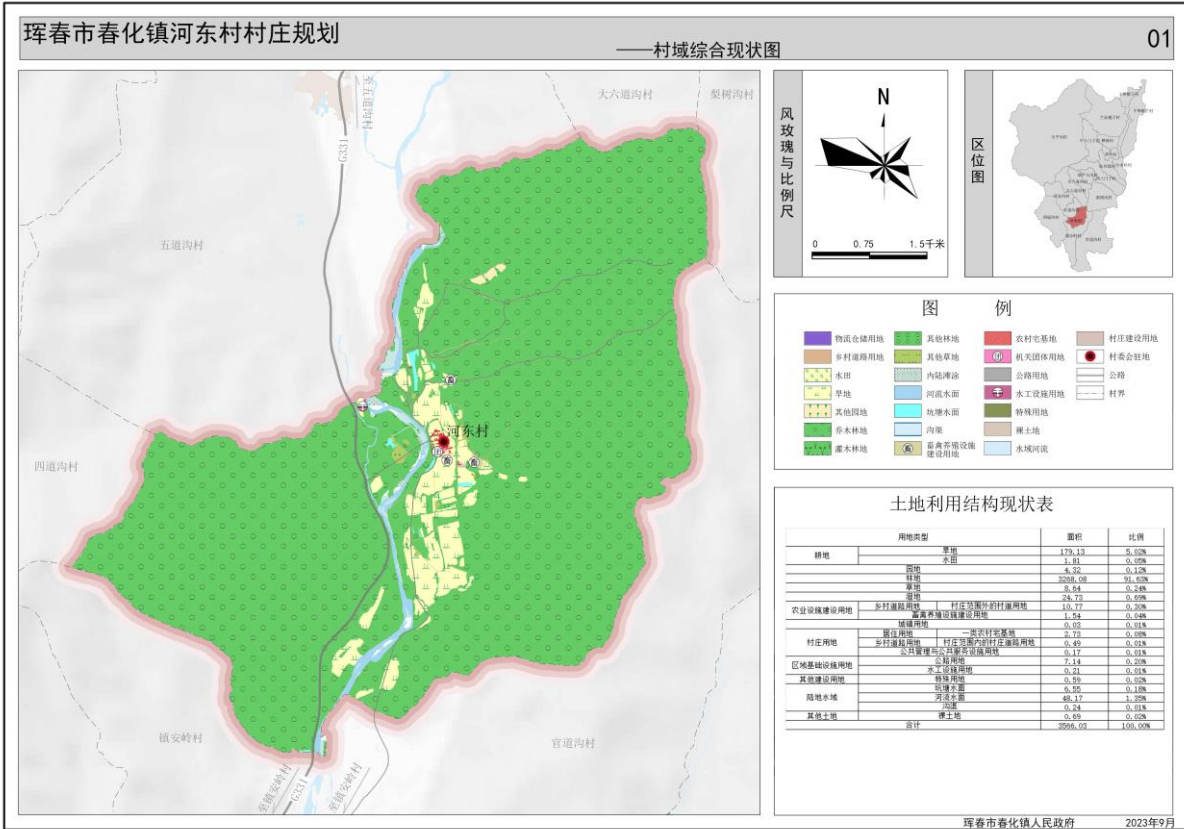 珲春市春化镇河东村村庄规划
——村域综合现状图
01
至五道沟村
G331
大六道沟村
梨树沟村
五道沟村
四道沟村
河东村
镇安岭村
官道沟村
至镇安岭村
G331
至镇安岭村
风玫瑰与比例尺
N
0 0.75 1.5千米
区位图
图 例
物流仓储用地 其他林地 农村宅基地 村庄建设用地
乡村道路用地 其他草地 机关团体用地 村委会驻地
水田 内陆滩涂 公路用地 公路
旱地 河流水面 水工设施用地 村界
其他园地 坑塘水面 特殊用地
乔木林地 沟渠 裸土地
灌木林地 畜禽养殖设施建设用地 水域河流
土地利用结构现状表
用地类型 面积 比例
耕地 旱地 179.13 5.02%
水田 1.81 0.05%
园地 4.32 0.12%
林地 3268.08 91.63%
草地 8.64 0.24%
湿地 24.73 0.69%
农业设施建设用地 乡村道路用地 村庄范围外的村道用地 10.77 0.30%
畜禽养殖设施建设用地 1.54 0.04%
城镇用地 0.03 0.01%
村庄用地 居住用地 一类农村宅基地 2.73 0.08%
乡村道路用地 村庄范围内的村庄道路用地 0.49 0.01%
公共管理与公共服务设施用地 0.17 0.01%
区域基础设施用地 公路用地 7.14 0.20%
水工设施用地 0.21 0.01%
其他建设用地 特殊用地 0.59 0.02%
陆地水域 坑塘水面 6.55 0.18%
河流水面 48.17 1.35%
沟渠 0.24 0.01%
其他土地 裸土地 0.69 0.02%
合计 3566.03 100.00%
珲春市春化镇人民政府 2023年9月